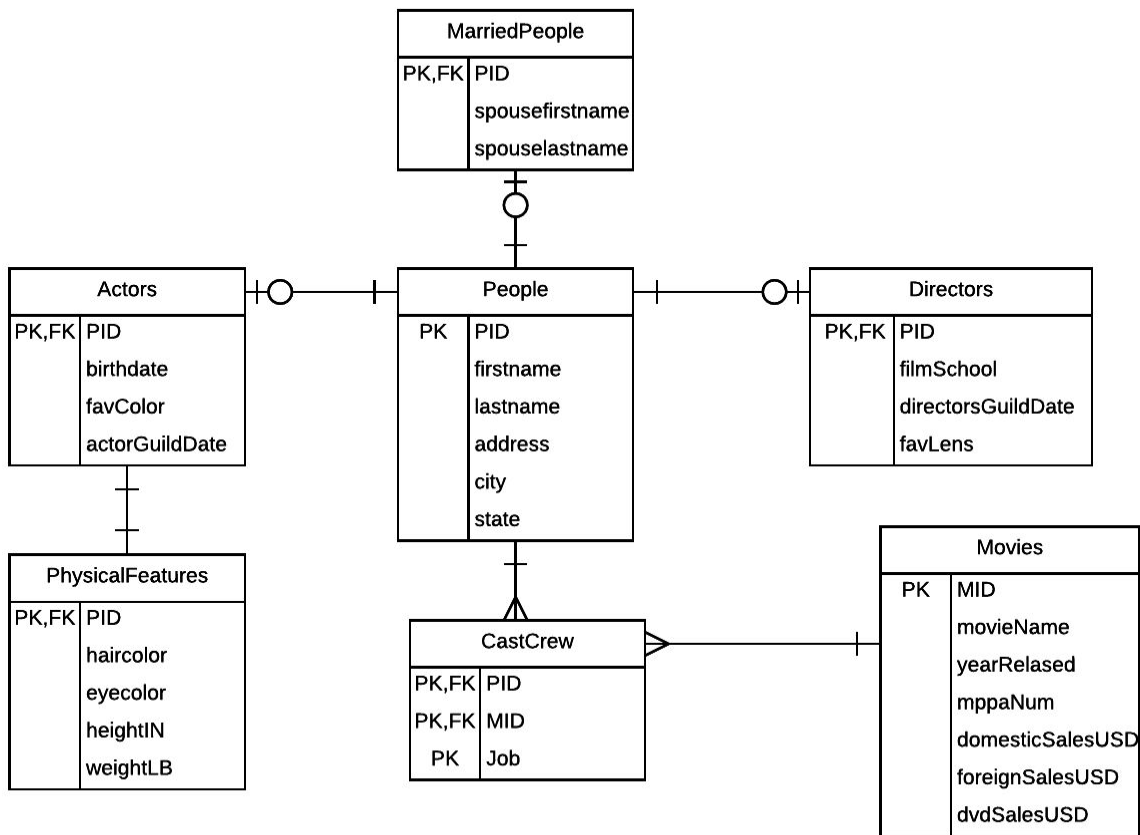 MarriedPeople
PK,FK PID
spousefirstname
spouselastname
Actors
PK,FK PID
birthdate
favColor
actorGuildDate
People
PK PID
firstname
lastname
address
city
state
Directors
PK,FK PID
filmSchool
directorsGuildDate
favLens
PhysicalFeatures
PK,FK PID
haircolor
eyecolor
heightIN
weightLB
CastCrew
PK,FK PID
PK,FK MID
PK Job
Movies
PK MID
movieName
yearRelased
mppaNum
domesticSalesUSD
foreignSalesUSD
dvdSalesUSD